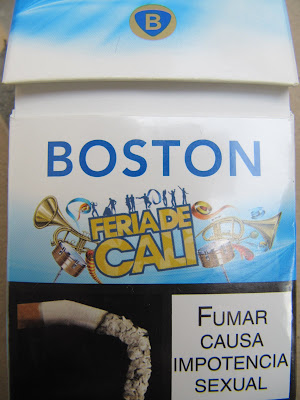 B
BOSTON
FERIA DE
CALI
FUMAR
CAUSA
IMPOTENCIA
SEXUAL